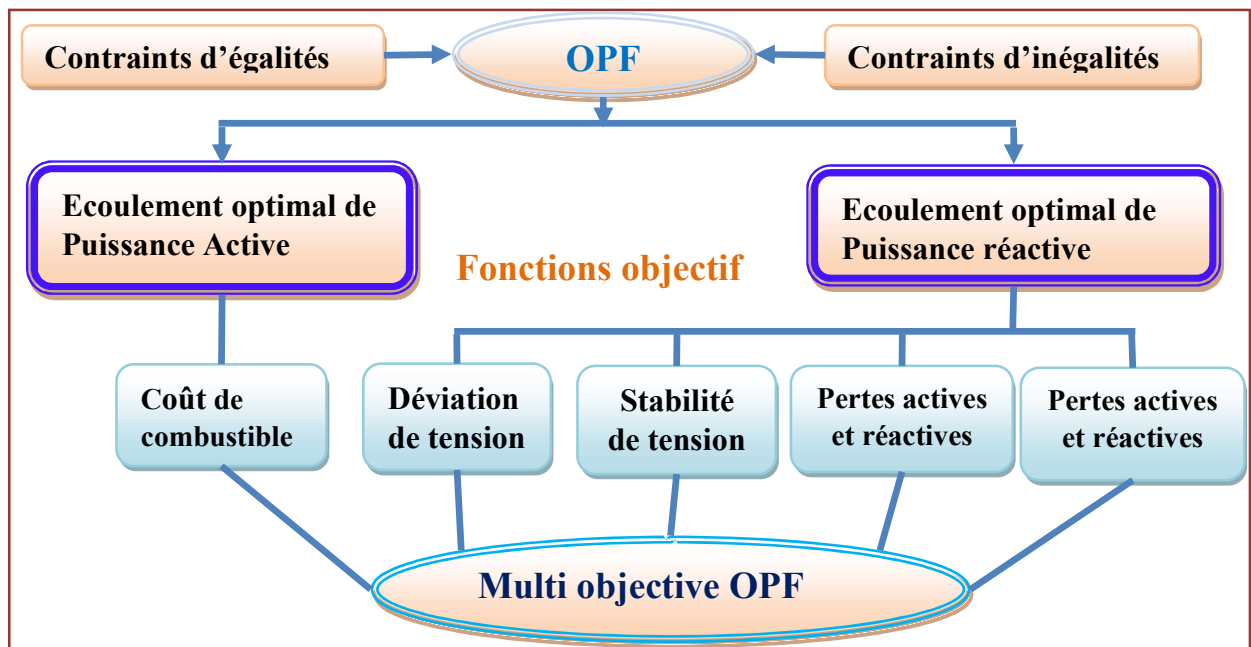 Contraints d'égalités
OPF
Contraints d'inégalités
Ecoulement optimal de
Puissance Active
Ecoulement optimal de
Puissance réactive
Fonctions objectif
Coût de
combustible
Déviation
de tension
Stabilité
de tension
Pertes actives
et réactives
Pertes actives
et réactives
Multi objective OPF